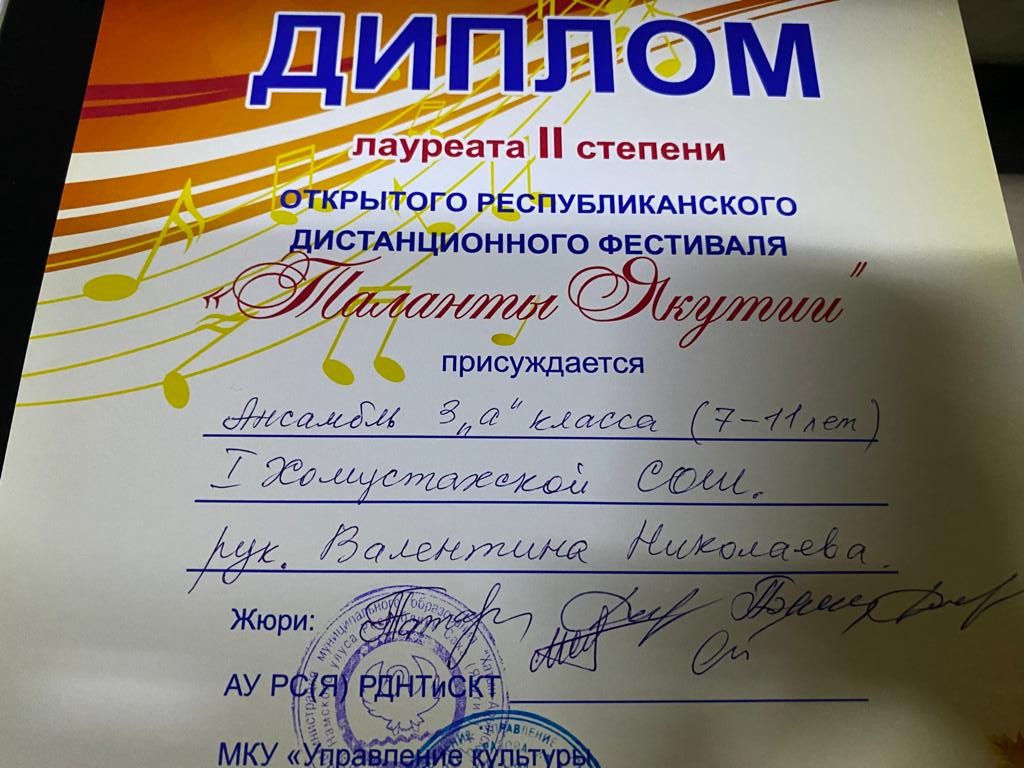 ДИПЛОМ
лауреата II степени
ОТКРЫТОГО РЕСПУБЛИКАНСКОГО
ДИСТАНЦИОННОГО ФЕСТИВАЛЯ
«Таланты Якутии"
присуждается
Ансамбль 3 „а" класса (7-11 лет)
I Хомустахской СОШ.
рук. Валентина Николаева.
Жюри:
АУ РС(Я) РДНТиСКТ
МКУ «Управление культуры